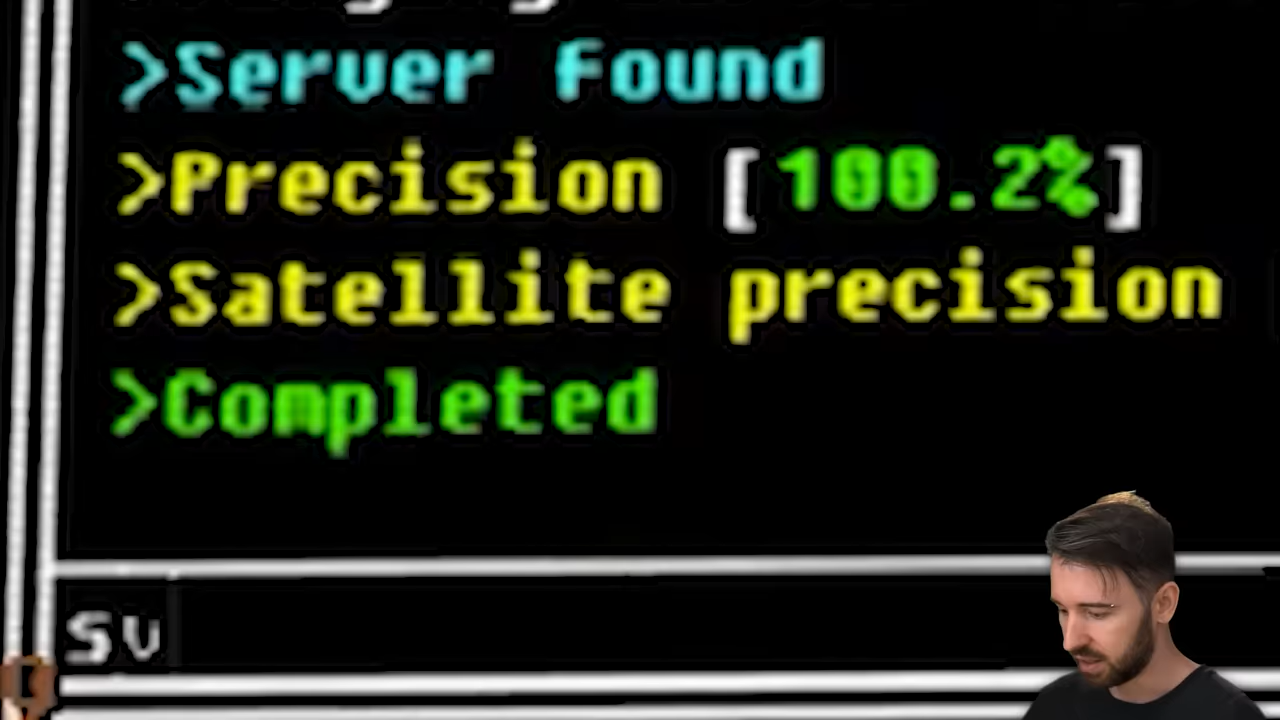 >Server found
>Precision [100.2%]
>Satellite precision
>Completed
sv